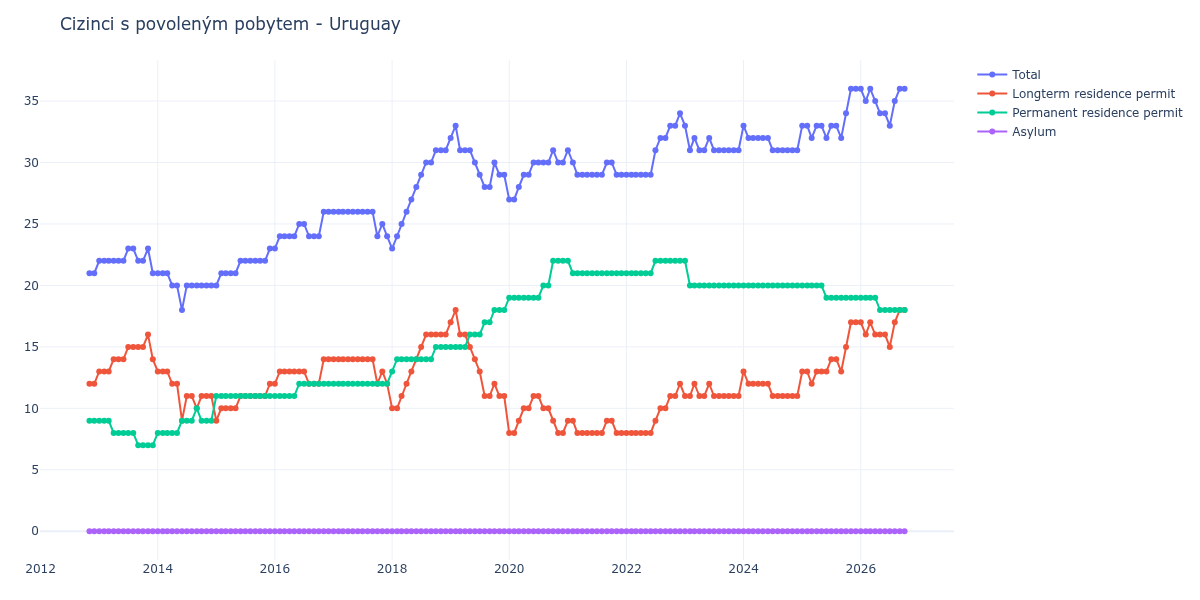 Cizinci s povoleným pobytem - Uruguay
Total
Longterm residence permit
Permanent residence permit
Asylum
35
30
25
20
15
10
5
0
2012 2014 2016 2018 2020 2022 2024 2026